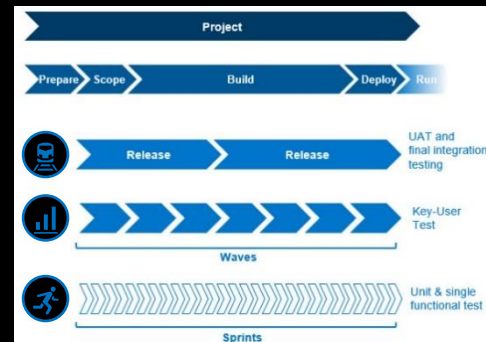 Project
Prepare Scope Build Deploy Run
Release Release
UAT and
final integration
testing
Key-User
Test
Waves
Unit & single
functional test
Sprints